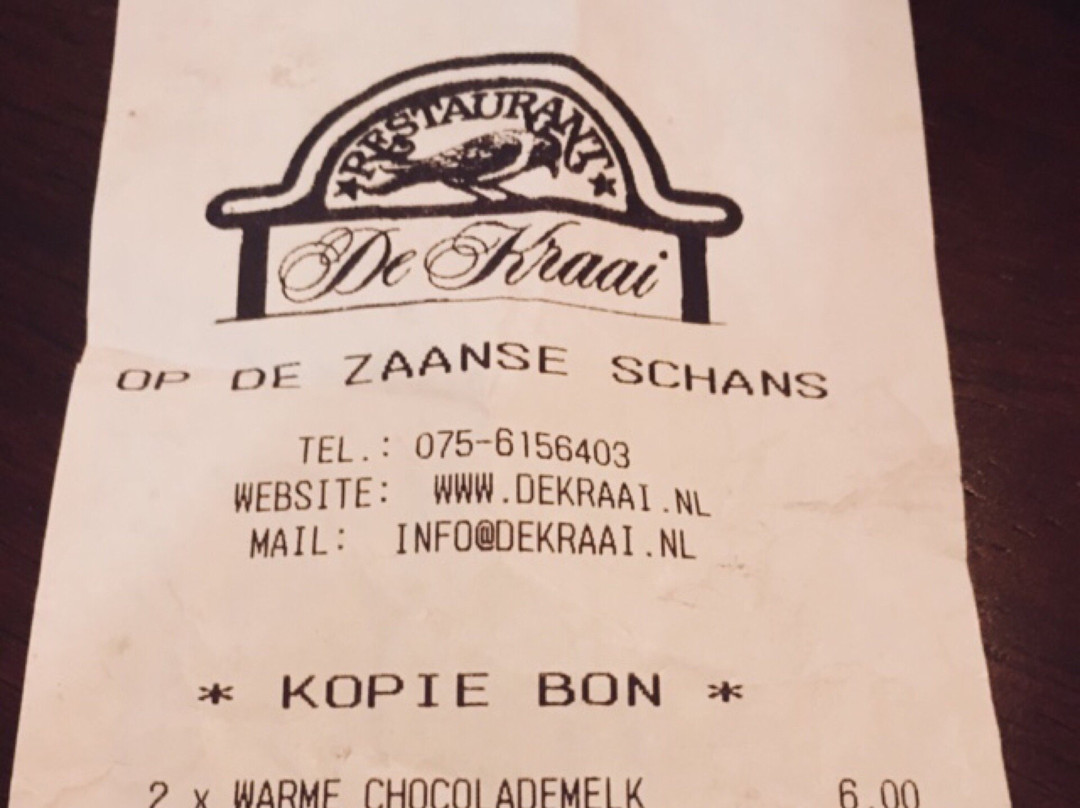 RESTAURANT
De Kraai
OP DE ZAANSE SCHANS
TEL.: 075-6156403
WEBSITE: WWW.DEKRAAI.NL
MAIL: INFO@DEKRAAI.NL
* KOPIE BON *
2 x WARME CHOCOLADEMELK 6.00